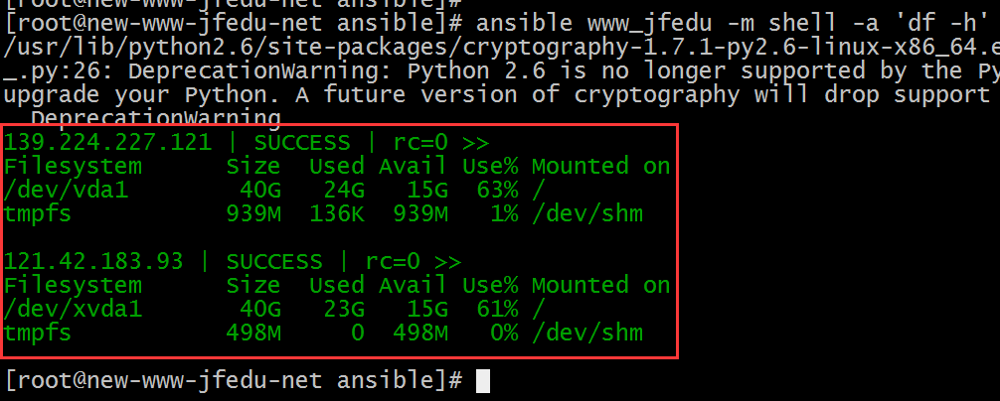 [root@new-www-jfedu-net ansible]#
[root@new-www-jfedu-net ansible]# ansible www_jfedu -m shell -a 'df -h'
/usr/lib/python2.6/site-packages/cryptography-1.7.1-py2.6-linux-x86_64.e
_.py:26: DeprecationWarning: Python 2.6 is no longer supported by the Py
upgrade your Python. A future version of cryptography will drop support
DeprecationWarning
139.224.227.121 | SUCCESS | rc=0 >>
Filesystem Size Used Avail Use% Mounted on
/dev/vda1 40G 24G 15G 63% /
tmpfs 939M 136K 939M 1% /dev/shm
121.42.183.93 | SUCCESS | rc=0 >>
Filesystem Size Used Avail Use% Mounted on
/dev/xvda1 40G 23G 15G 61% /
tmpfs 498M 0 498M 0% /dev/shm
[root@new-www-jfedu-net ansible]#